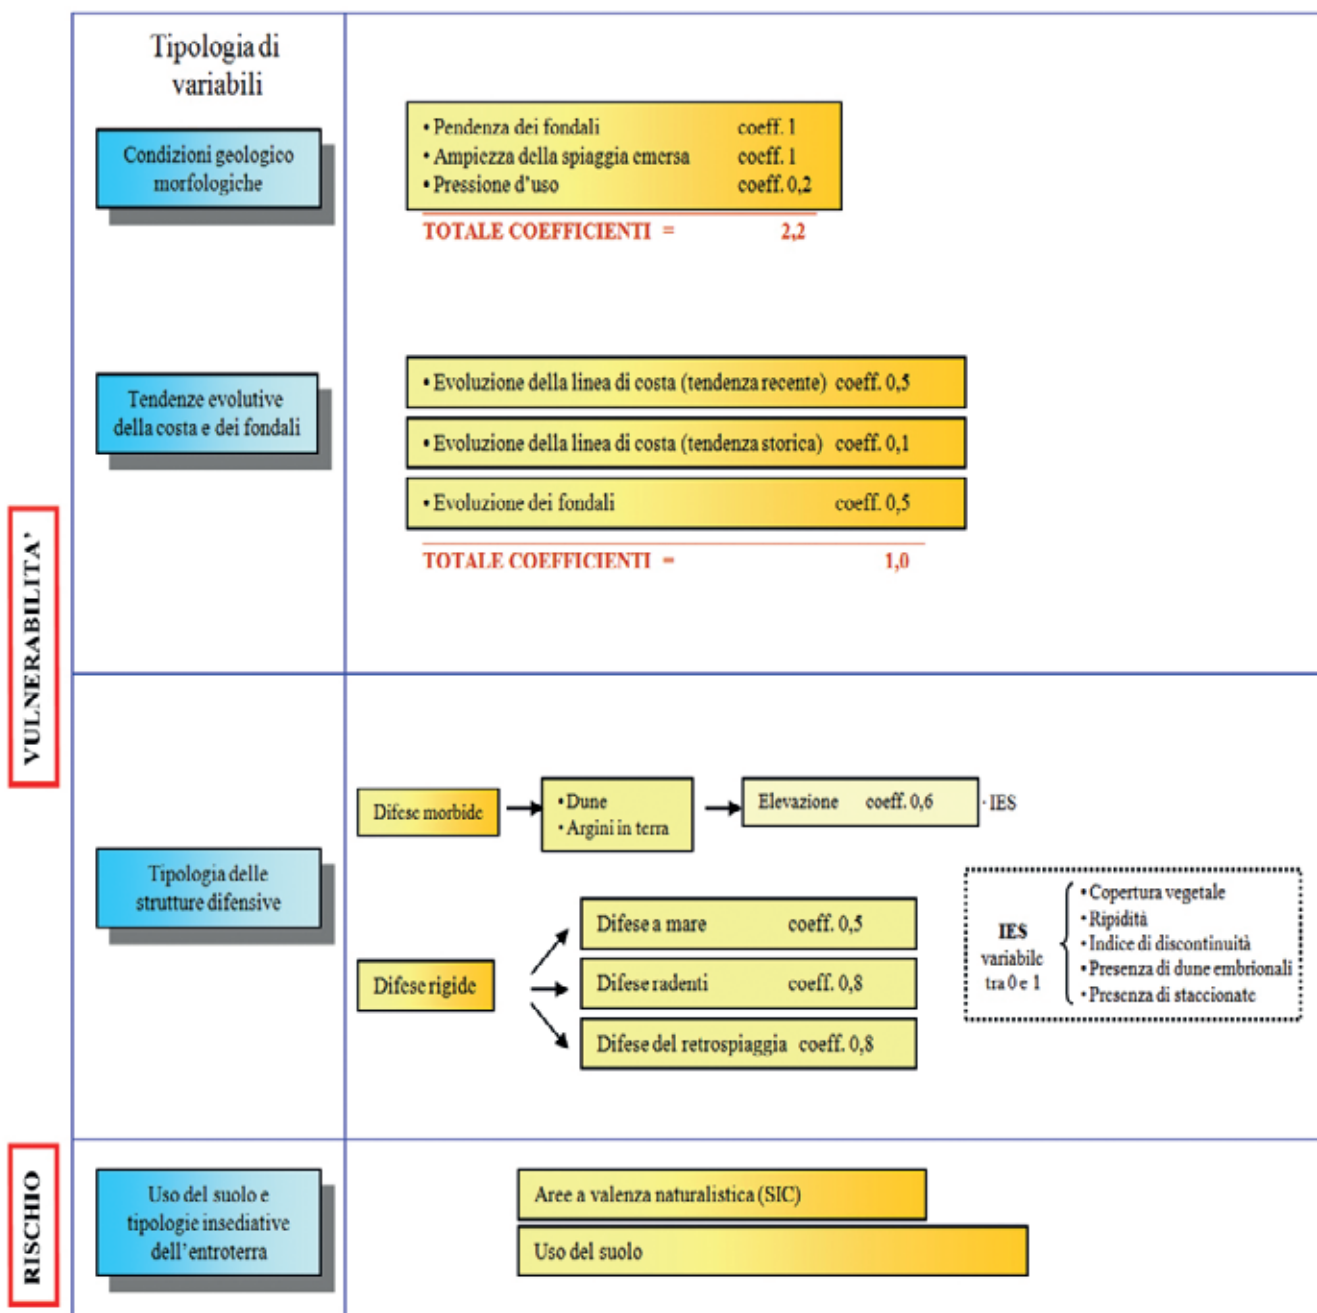 Tipologia di
variabili
Condizioni geologico
morfologiche
• Pendenza dei fondali coeff. 1
• Ampiezza della spiaggia emersa coeff. 1
• Pressione d'uso coeff. 0,2
TOTALE COEFFICIENTI = 2,2
Tendenze evolutive
della costa e dei fondali
• Evoluzione della linea di costa (tendenza recente) coeff. 0,5
• Evoluzione della linea di costa (tendenza storica) coeff. 0,1
• Evoluzione dei fondali coeff. 0,5
TOTALE COEFFICIENTI = 1,0
VULNERABILITA'
Tipologia delle
strutture difensive
Difese morbide
• Dune
• Argini in terra
Elevazione coeff. 0,6 · IES
Difese rigide
Difese a mare coeff. 0,5
Difese radenti coeff. 0,8
Difese del retrospiaggia coeff. 0,8
IES
variabile
tra 0 e 1
• Copertura vegetale
• Ripidità
• Indice di discontinuità
• Presenza di dune embrionali
• Presenza di staccionate
RISCHIO
Uso del suolo e
tipologie insediative
dell'entroterra
Aree a valenza naturalistica (SIC)
Uso del suolo